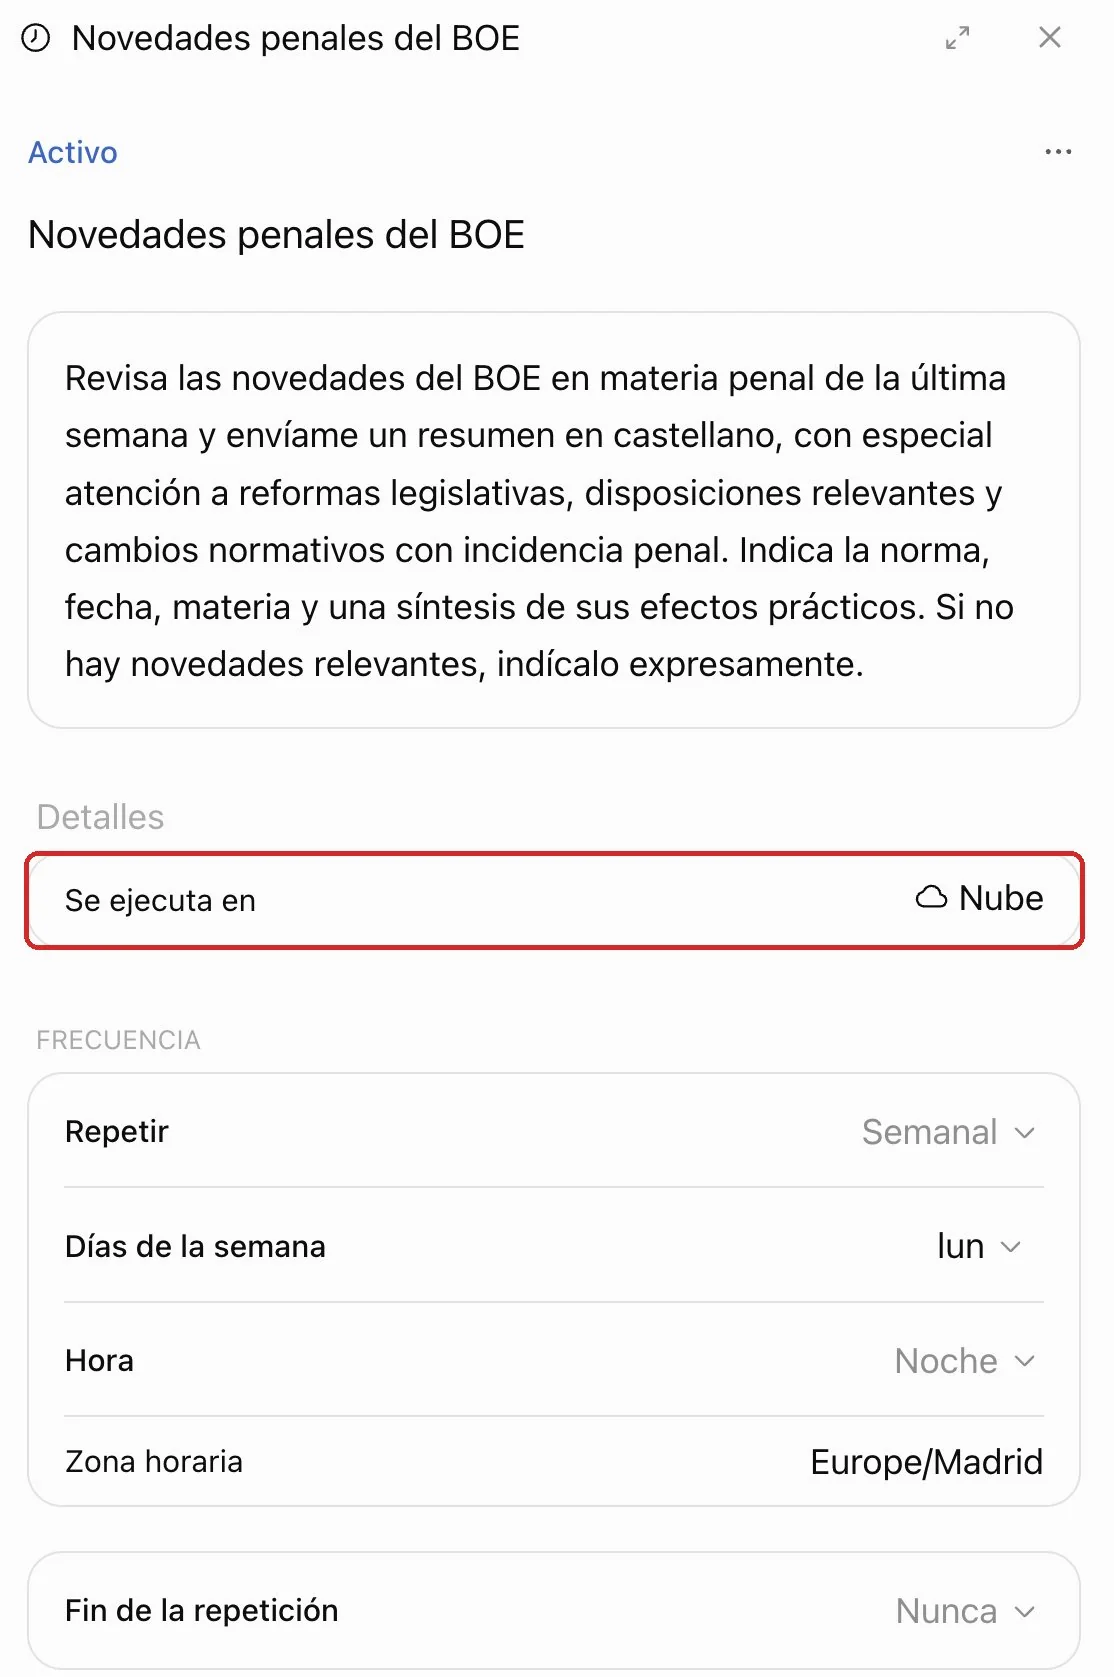 Novedades penales del BOE
Activo
Novedades penales del BOE
Revisa las novedades del BOE en materia penal de la última
semana y envíame un resumen en castellano, con especial
atención a reformas legislativas, disposiciones relevantes y
cambios normativos con incidencia penal. Indica la norma,
fecha, materia y una síntesis de sus efectos prácticos. Si no
hay novedades relevantes, indícalo expresamente.
Detalles
Se ejecuta en Nube
FRECUENCIA
Repetir Semanal
Días de la semana lun
Hora Noche
Zona horaria Europe/Madrid
Fin de la repetición Nunca